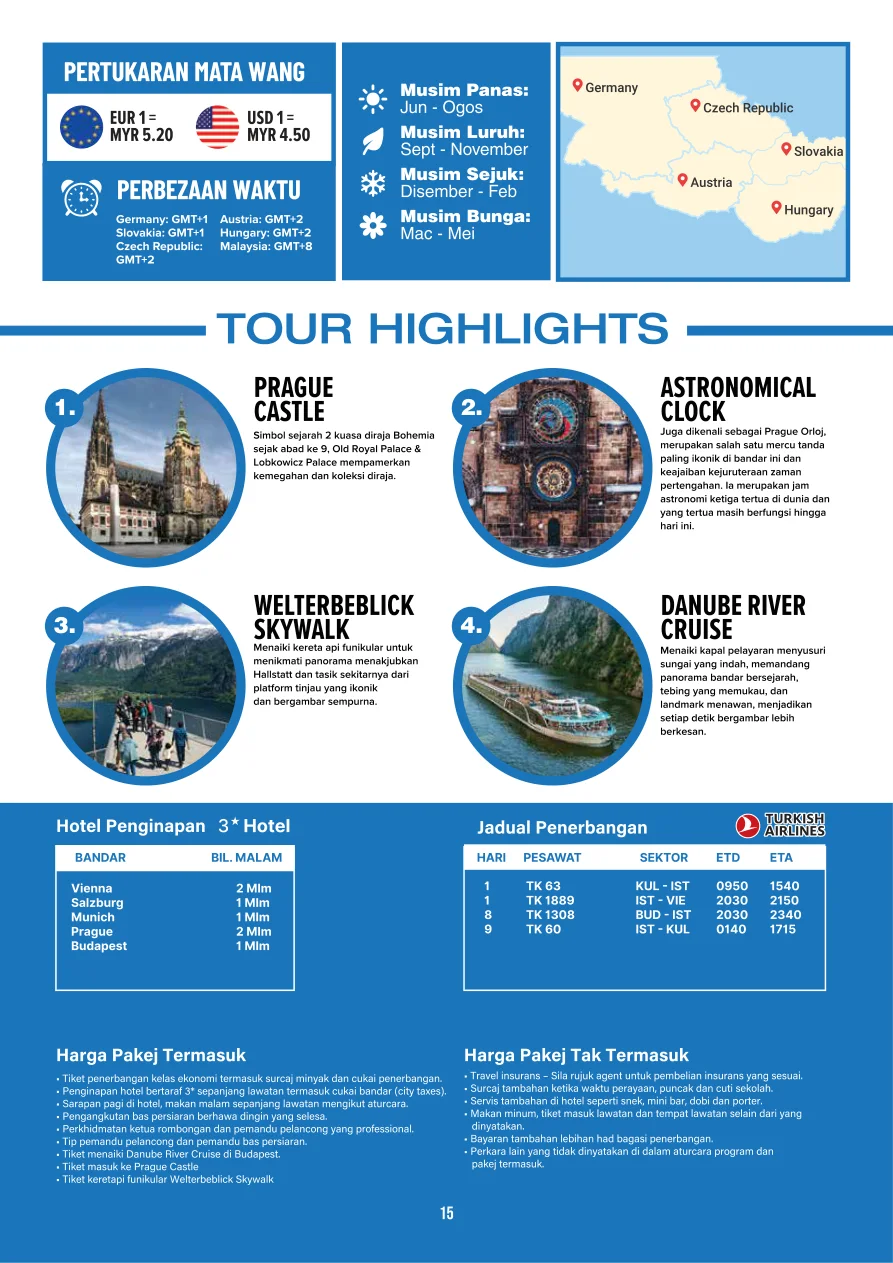 PERTUKARAN MATA WANG
EUR 1 =
MYR 5.20
USD 1 =
MYR 4.50
PERBEZAAN WAKTU
Germany: GMT+1
Slovakia: GMT+1
Czech Republic:
GMT+2
Austria: GMT+2
Hungary: GMT+2
Malaysia: GMT+8
Musim Panas:
Jun - Ogos
Musim Luruh:
Sept - November
Musim Sejuk:
Disember - Feb
Musim Bunga:
Mac - Mei
Germany
Czech Republic
Slovakia
Austria
Hungary
TOUR HIGHLIGHTS
1.
PRAGUE
CASTLE
Simbol sejarah 2 kuasa diraja Bohemia
sejak abad ke 9, Old Royal Palace &
Lobkowicz Palace mempamerkan
kemegahan dan koleksi diraja.
2.
ASTRONOMICAL
CLOCK
Juga dikenali sebagai Prague Orloj,
merupakan salah satu mercu tanda
paling ikonik di bandar ini dan
keajaiban kejuruteraan zaman
pertengahan. Ia merupakan jam
astronomi ketiga tertua di dunia dan
yang tertua masih berfungsi hingga
hari ini.
3.
WELTERBEBLICK
SKYWALK
Menaiki kereta api funikular untuk
menikmati panorama menakjubkan
Hallstatt dan tasik sekitarnya dari
platform tinjau yang ikonik
dan bergambar sempurna.
4.
DANUBE RIVER
CRUISE
Menaiki kapal pelayaran menyusuri
sungai yang indah, memandang
panorama bandar bersejarah,
tebing yang memukau, dan
landmark menawan, menjadikan
setiap detik bergambar lebih
berkesan.
Hotel Penginapan 3★ Hotel
BANDAR BIL. MALAM
Vienna 2 Mlm
Salzburg 1 Mlm
Munich 1 Mlm
Prague 2 Mlm
Budapest 1 Mlm
Jadual Penerbangan
TURKISH
AIRLINES
HARI PESAWAT SEKTOR ETD ETA
1 TK 63 KUL - IST 0950 1540
1 TK 1889 IST - VIE 2030 2150
8 TK 1308 BUD - IST 2030 2340
9 TK 60 IST - KUL 0140 1715
Harga Pakej Termasuk
• Tiket penerbangan kelas ekonomi termasuk surcaj minyak dan cukai penerbangan.
• Penginapan hotel bertaraf 3* sepanjang lawatan termasuk cukai bandar (city taxes).
• Sarapan pagi di hotel, makan malam sepanjang lawatan mengikut aturcara.
• Pengangkutan bas persiaran berhawa dingin yang selesa.
• Perkhidmatan ketua rombongan dan pemandu pelancong yang professional.
• Tip pemandu pelancong dan pemandu bas persiaran.
• Tiket menaiki Danube River Cruise di Budapest.
• Tiket masuk ke Prague Castle
• Tiket keretapi funikular Welterbeblick Skywalk
Harga Pakej Tak Termasuk
• Travel insurans – Sila rujuk agent untuk pembelian insurans yang sesuai.
• Surcaj tambahan ketika waktu perayaan, puncak dan cuti sekolah.
• Servis tambahan di hotel seperti snek, mini bar, dobi dan porter.
• Makan minum, tiket masuk lawatan dan tempat lawatan selain dari yang
dinyatakan.
• Bayaran tambahan lebihan had bagasi penerbangan.
• Perkara lain yang tidak dinyatakan di dalam aturcara program dan
pakej termasuk.
15